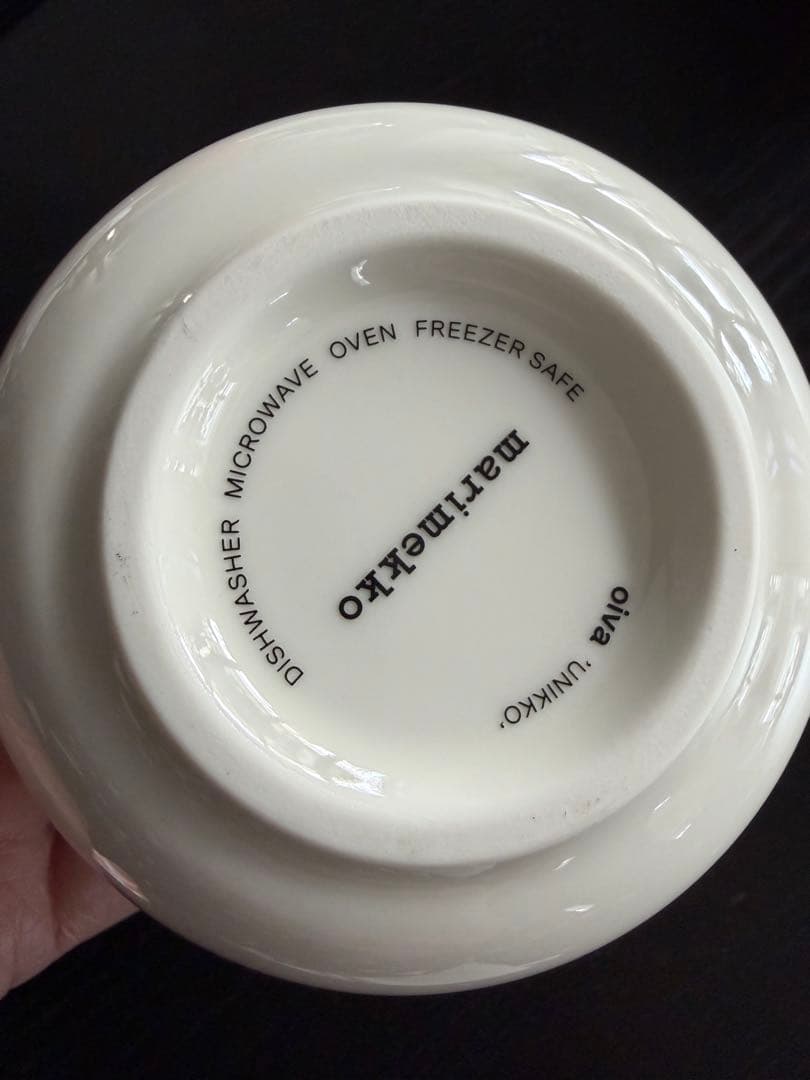 DISHWASHER MICROWAVE OVEN FREEZER SAFE
marimekko
oiva 'UNIKKO'